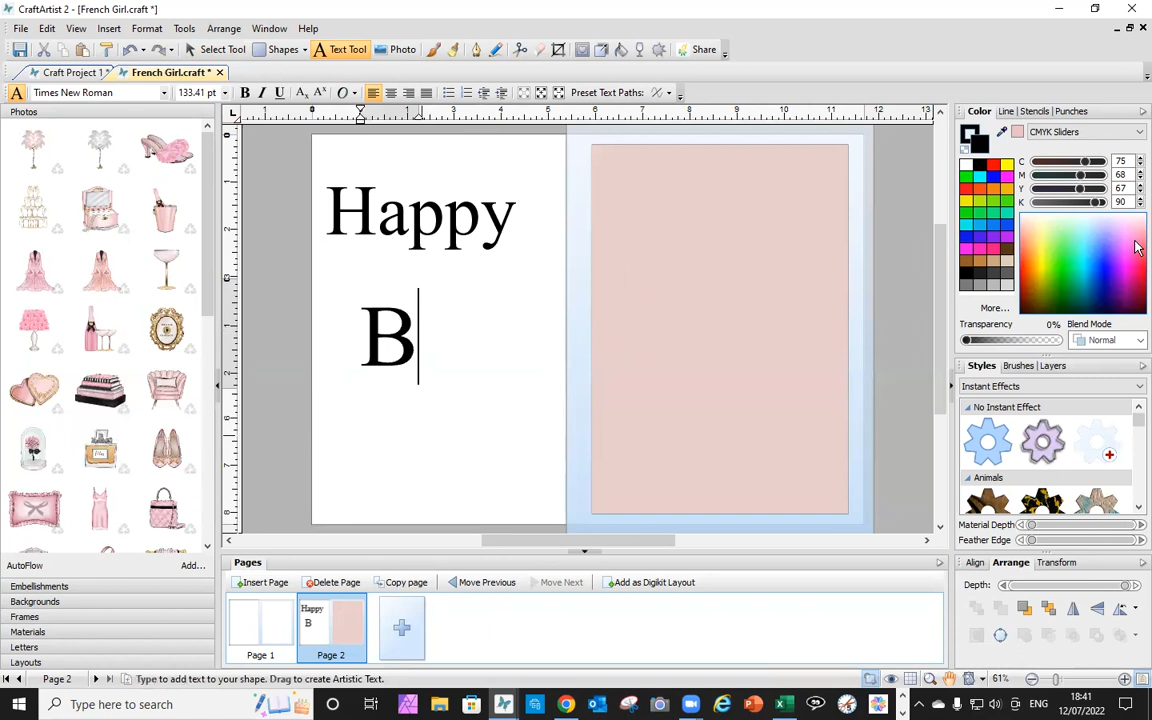 CraftArtist 2 - [French Girl.craft *]
File Edit View Insert Format Tools Arrange Window Help
Select Tool Shapes Text Tool Photo Share
Craft Project 1 * French Girl.craft *
Times New Roman 133.41 pt B I U Preset Text Paths:
Photos
Happy
B
AutoFlow Add...
Embellishments
Backgrounds
Frames
Materials
Letters
Layouts
Pages
Insert Page Delete Page Copy page Move Previous Move Next Add as Digikit Layout
Happy
B
Page 1 Page 2
Color Line | Stencils | Punches
CMYK Sliders
C 75
M 68
Y 67
K 90
More...
Transparency 0% Blend Mode
Normal
Styles Brushes | Layers
Instant Effects
No Instant Effect
Animals
Material Depth
Feather Edge
Align Arrange Transform
Depth:
Page 2 Type to add text to your shape. Drag to create Artistic Text. 61%
Type here to search
ENG
18:41
12/07/2022